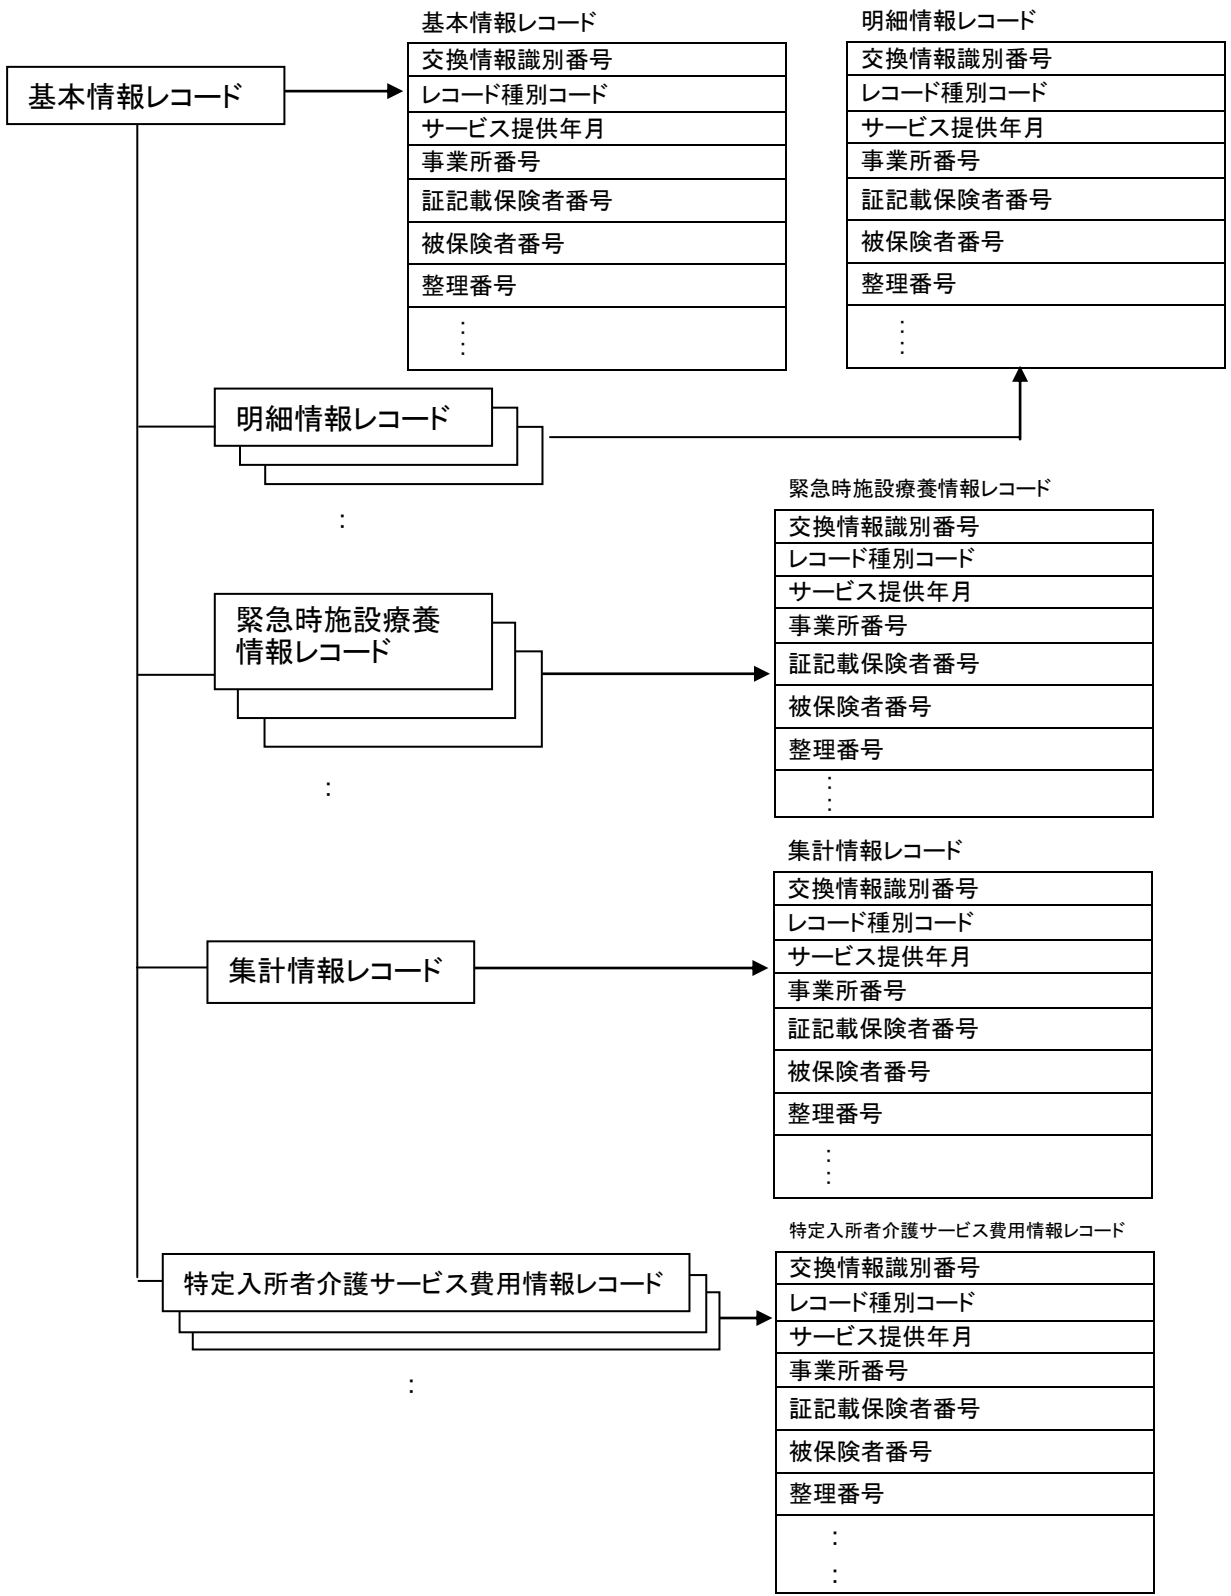 基本情報レコード
基本情報レコード
交換情報識別番号
レコード種別コード
サービス提供年月
事業所番号
証記載保険者番号
被保険者番号
整理番号
:
:
明細情報レコード
交換情報識別番号
レコード種別コード
サービス提供年月
事業所番号
証記載保険者番号
被保険者番号
整理番号
:
:
明細情報レコード
:
緊急時施設療養
情報レコード
:
緊急時施設療養情報レコード
交換情報識別番号
レコード種別コード
サービス提供年月
事業所番号
証記載保険者番号
被保険者番号
整理番号
:
:
集計情報レコード
集計情報レコード
交換情報識別番号
レコード種別コード
サービス提供年月
事業所番号
証記載保険者番号
被保険者番号
整理番号
:
:
特定入所者介護サービス費用情報レコード
:
特定入所者介護サービス費用情報レコード
交換情報識別番号
レコード種別コード
サービス提供年月
事業所番号
証記載保険者番号
被保険者番号
整理番号
:
: